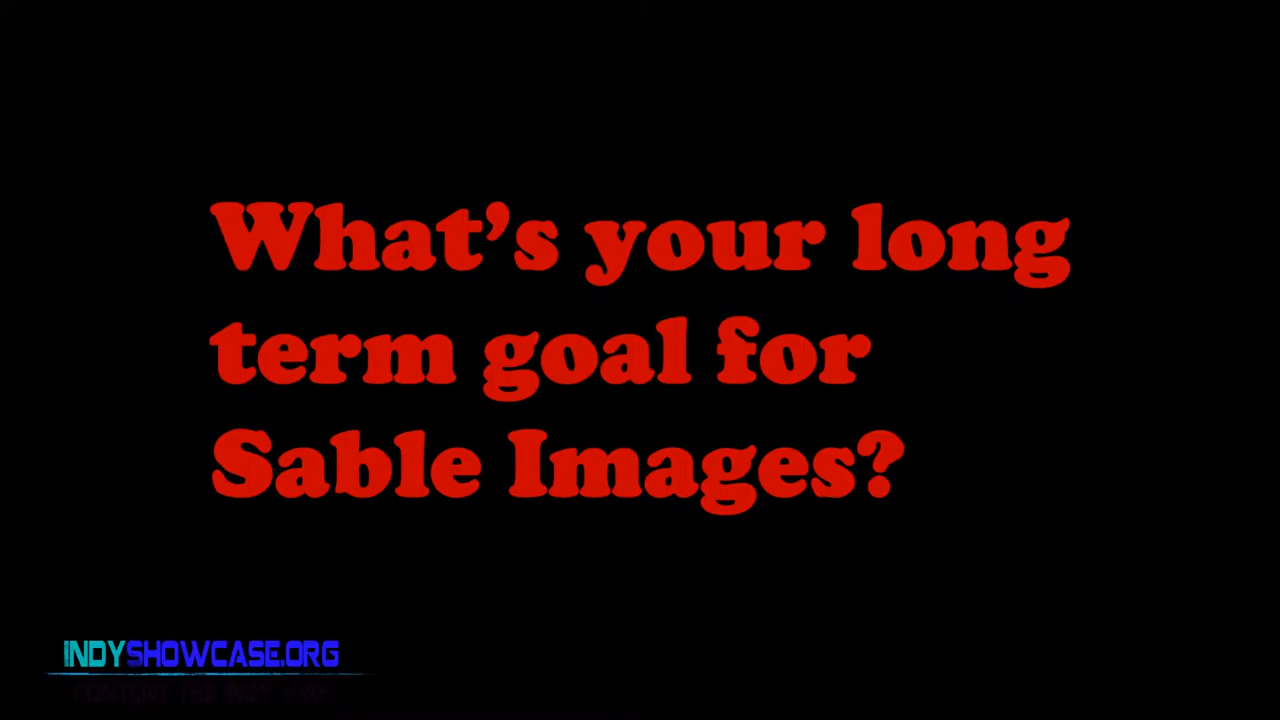 What’s your long
term goal for
Sable Images?
INDYSHOWCASE.ORG